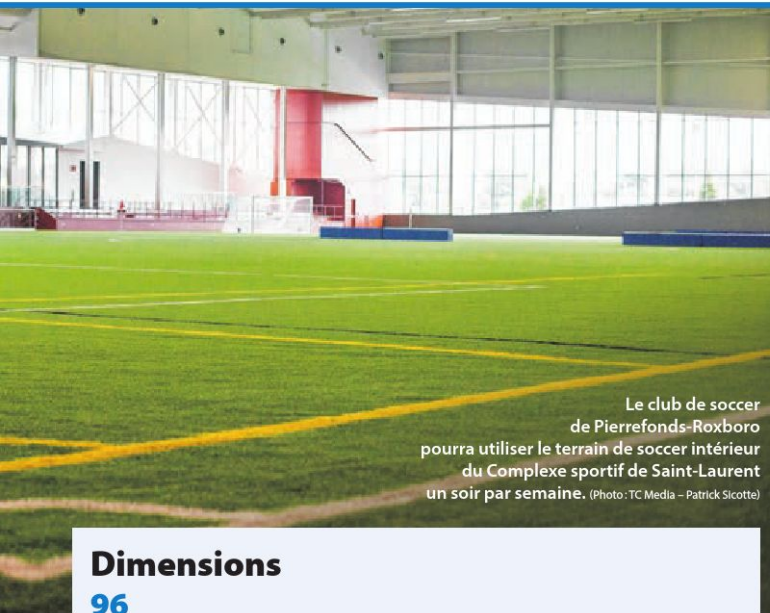 Le club de soccer
de Pierrefonds-Roxboro
pourra utiliser le terrain de soccer intérieur
du Complexe sportif de Saint-Laurent
un soir par semaine. (Photo : TC Media – Patrick Sicotte)
Dimensions
96